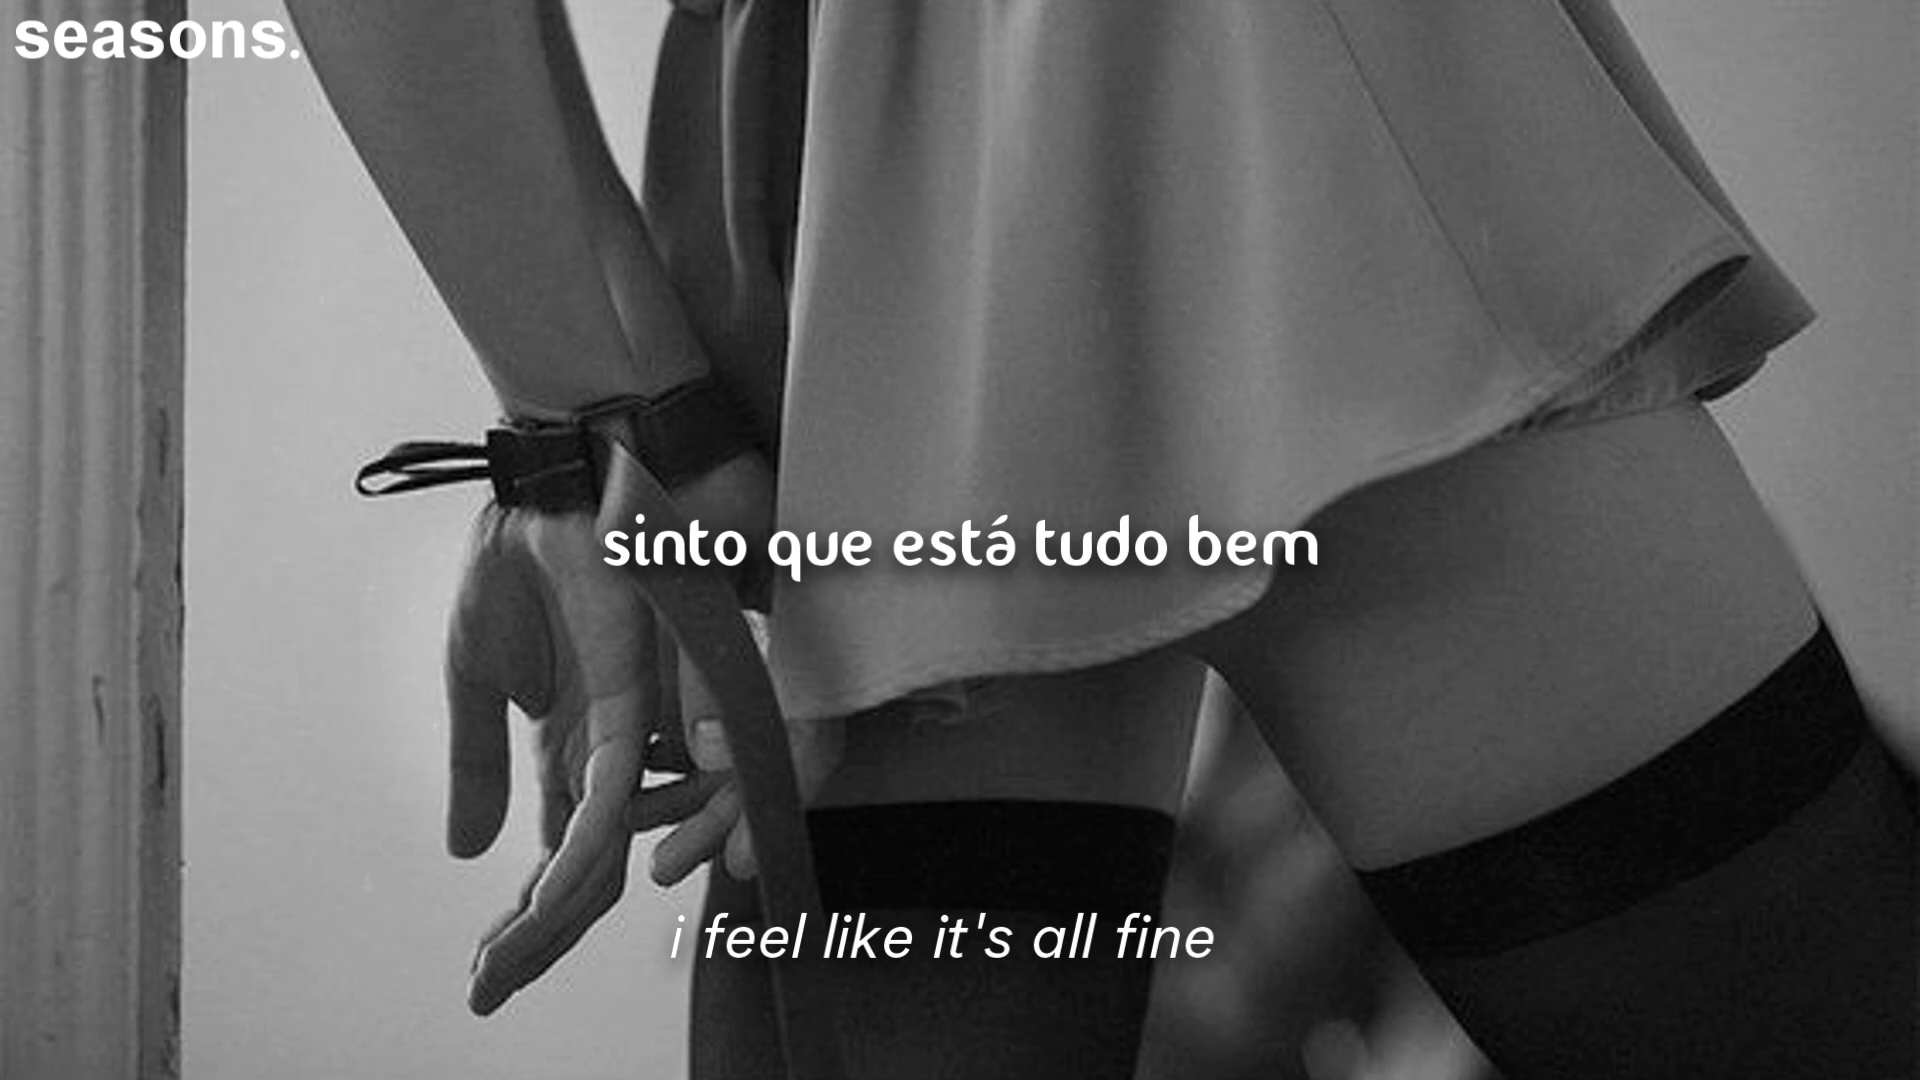 seasons.
sinto que está tudo bem
i feel like it's all fine